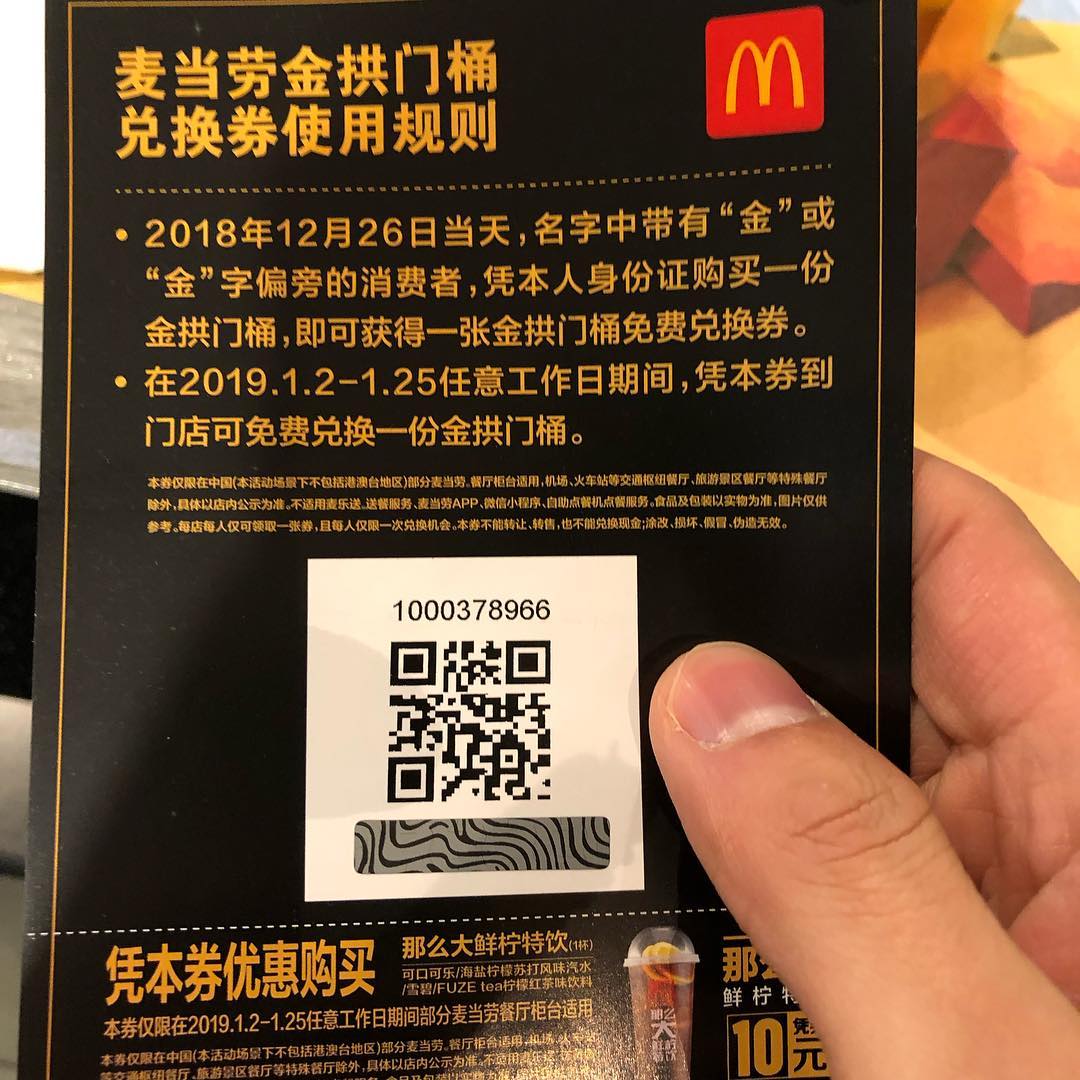 麦当劳金拱门桶
兑换券使用规则
• 2018年12月26日当天,名字中带有“金”或
“金”字偏旁的消费者,凭本人身份证购买一份
金拱门桶,即可获得一张金拱门桶免费兑换券。
• 在2019.1.2-1.25任意工作日期间,凭本券到
门店可免费兑换一份金拱门桶。
本券仅限在中国(本活动场景下不包括港澳台地区)部分麦当劳、餐厅柜台适用,机场、火车站等交通枢纽餐厅、旅游景区餐厅等特殊餐厅
除外,具体以店内公示为准。不适用麦乐送、送餐服务、麦当劳APP、微信小程序、自助点餐机点餐服务。食品及包装以实物为准,图片仅供
参考。每店每人仅可领取一张券,且每人仅限一次兑换机会。本券不能转让、转售,也不能兑换现金;涂改、损坏、假冒、伪造无效。
1000378966
凭本券优惠购买
那么大鲜柠特饮(1杯)
可口可乐/海盐柠檬苏打风味汽水
/雪碧/FUZE tea柠檬红茶味饮料
本券仅限在2019.1.2-1.25任意工作日期间部分麦当劳餐厅柜台适用
本券仅限在中国(本活动场景下不包括港澳台地区)部分麦当劳、餐厅柜台适用,机场、火车
等交通枢纽餐厅、旅游景区餐厅等特殊餐厅除外,具体以店内公示为准。不适用麦乐送、送餐
那么大鲜柠特饮
那么
鲜柠特
10元